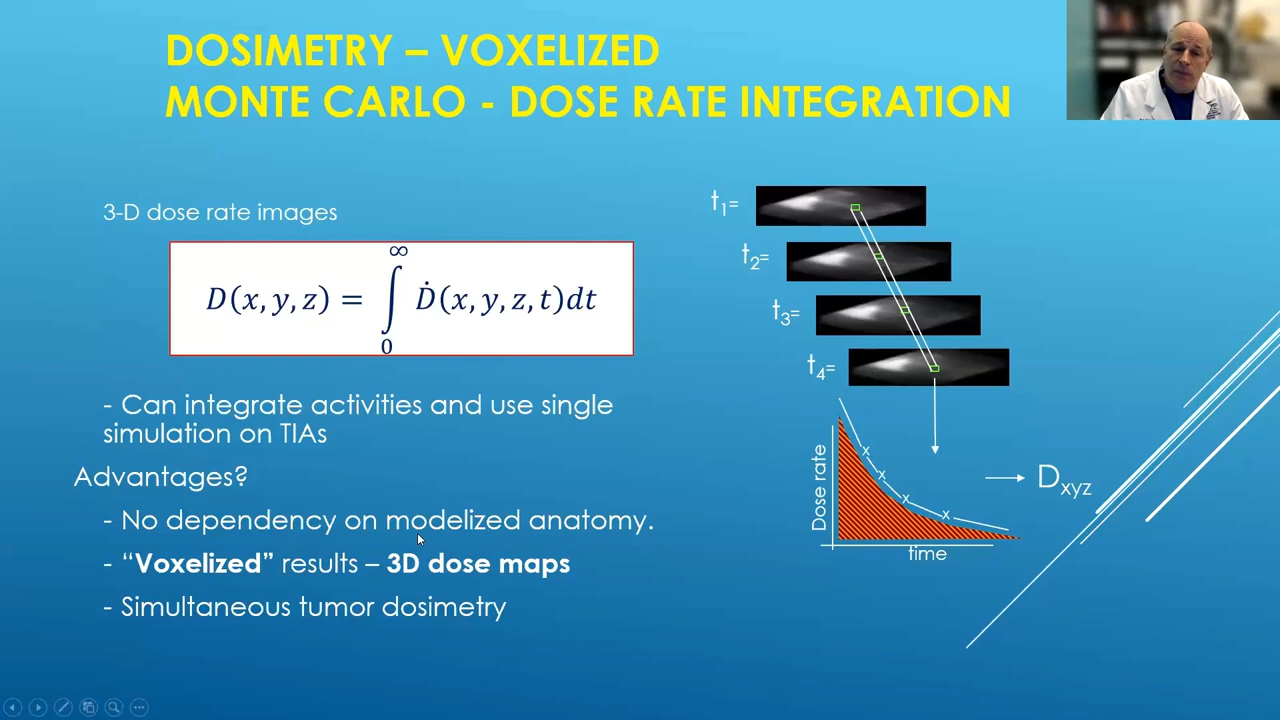 DOSIMETRY – VOXELIZED
MONTE CARLO - DOSE RATE INTEGRATION
3-D dose rate images
D(x, y, z) = ∫₀^∞ Ḋ(x, y, z, t)dt
- Can integrate activities and use single
simulation on TIAs
Advantages?
- No dependency on modelized anatomy.
- “Voxelized” results – 3D dose maps
- Simultaneous tumor dosimetry
t₁=
t₂=
t₃=
t₄=
Dose rate
x
x
x
x
time
Dxyz